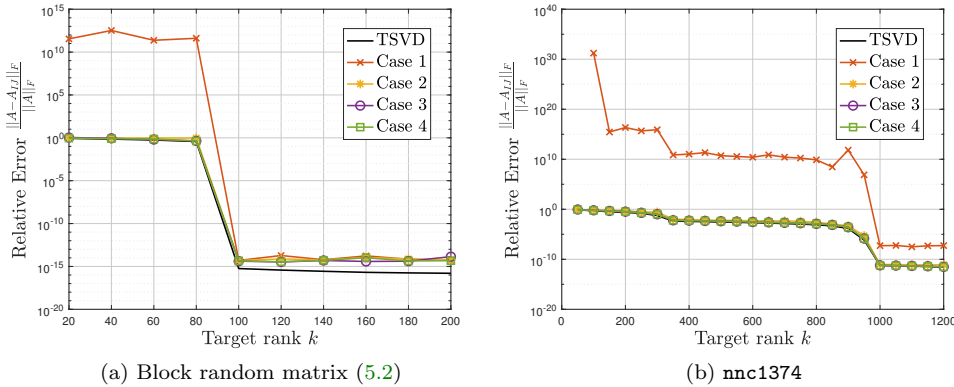 Relative Error ||A−A_{IJ}||_F / ||A||_F
10^{15}
10^{10}
10^{5}
10^{0}
10^{-5}
10^{-10}
10^{-15}
10^{-20}
20 40 60 80 100 120 140 160 180 200
Target rank k
TSVD
Case 1
Case 2
Case 3
Case 4
(a) Block random matrix (5.2)
Relative Error ||A−A_{IJ}||_F / ||A||_F
10^{40}
10^{30}
10^{20}
10^{10}
10^{0}
10^{-10}
10^{-20}
0 200 400 600 800 1000 1200
Target rank k
TSVD
Case 1
Case 2
Case 3
Case 4
(b) nnc1374